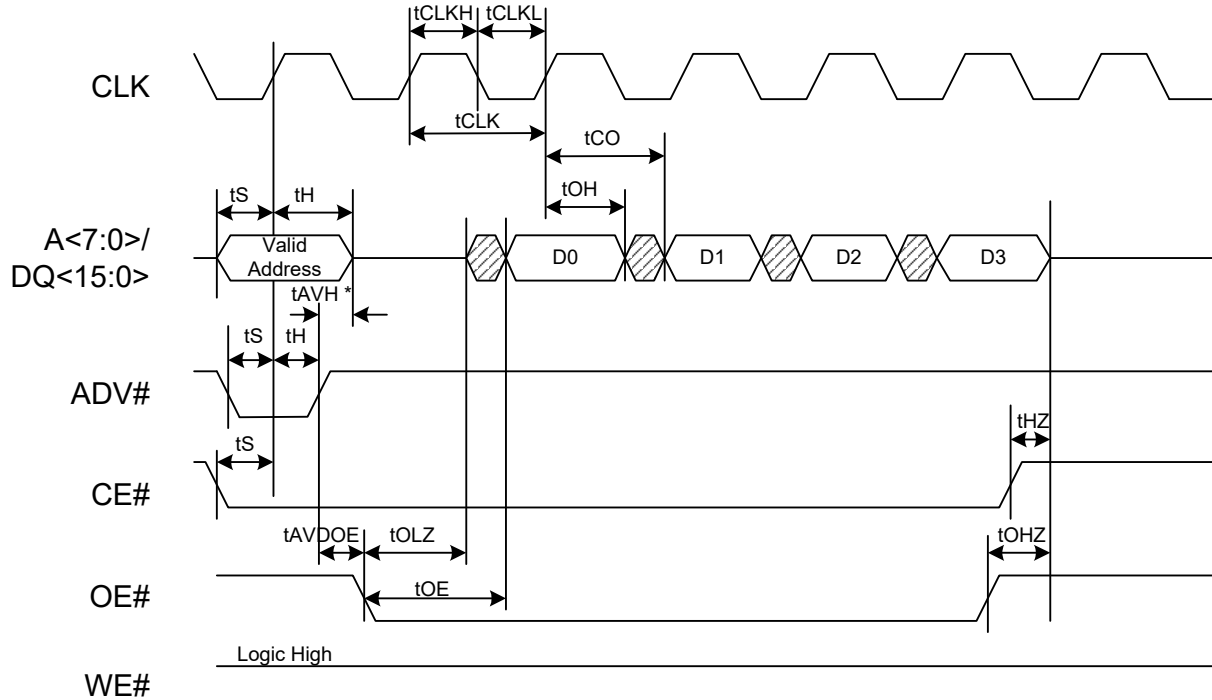 tCLKH tCLKL
CLK
tCLK
tCO
tS tH tOH
A<7:0>/
DQ<15:0>
Valid
Address
D0 D1 D2 D3
tAVH *
tS tH
ADV#
tHZ
tS
CE#
tAVDOE tOLZ tOHZ
tOE
OE#
Logic High
WE#